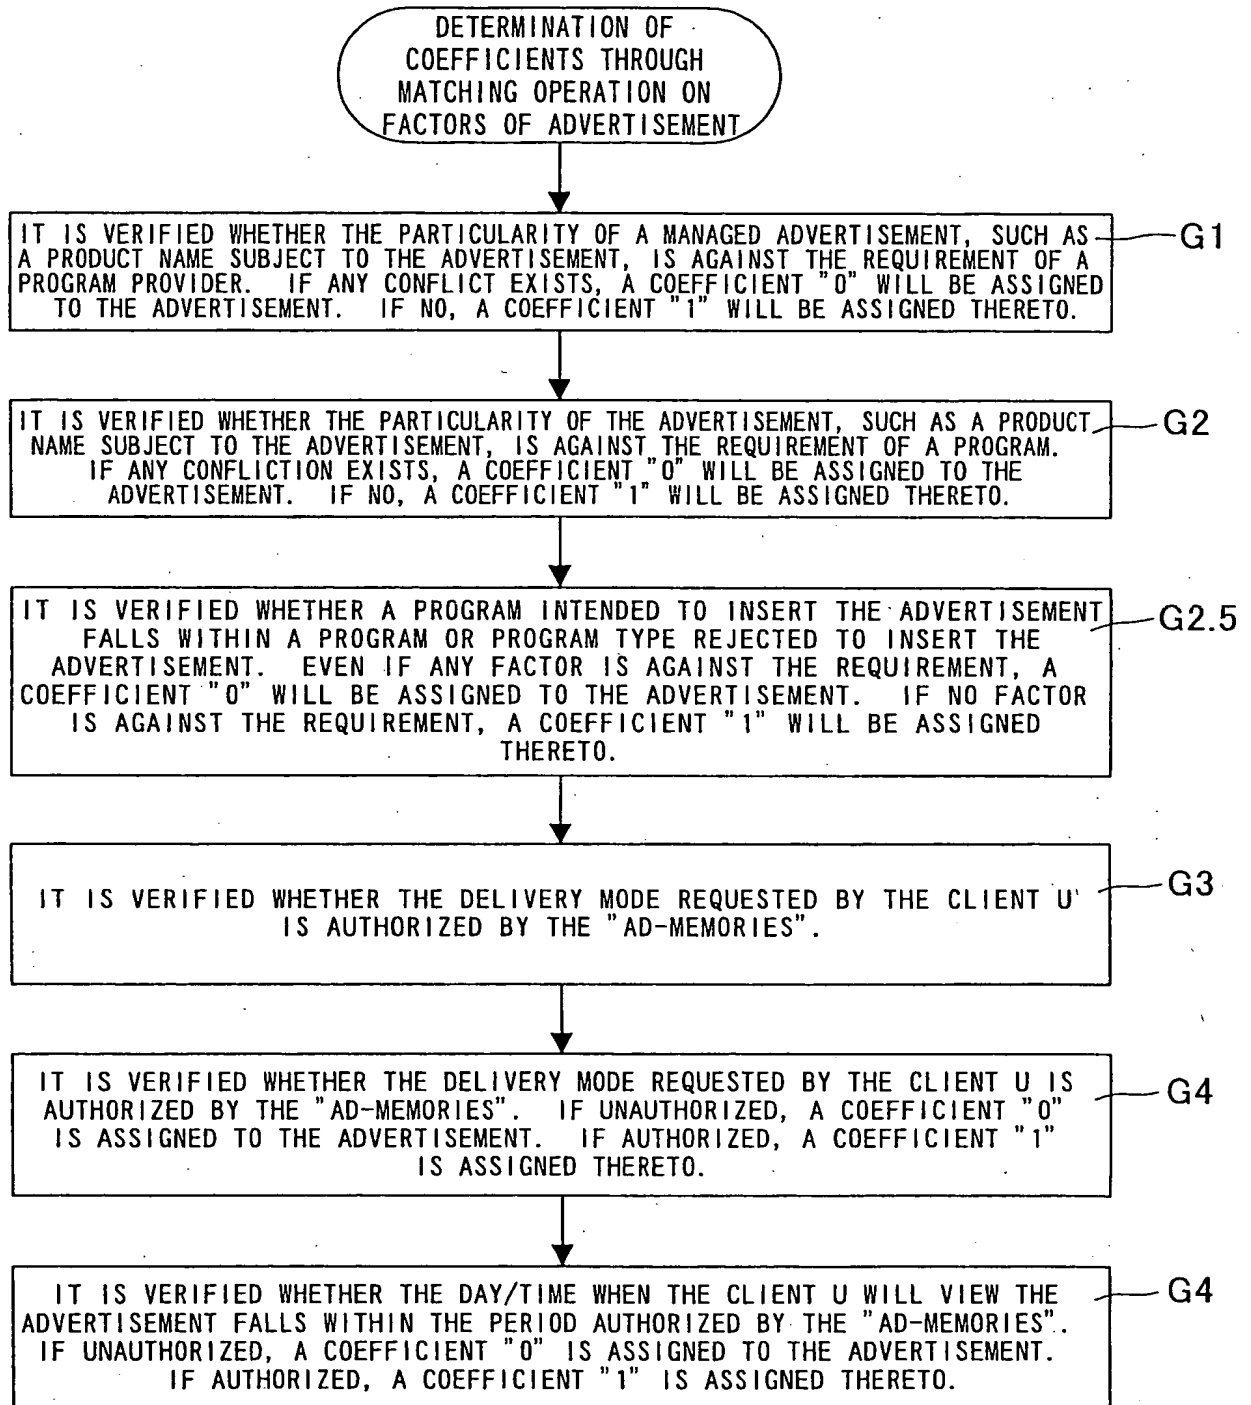 DETERMINATION OF
COEFFICIENTS THROUGH
MATCHING OPERATION ON
FACTORS OF ADVERTISEMENT
IT IS VERIFIED WHETHER THE PARTICULARITY OF A MANAGED ADVERTISEMENT, SUCH AS
A PRODUCT NAME SUBJECT TO THE ADVERTISEMENT, IS AGAINST THE REQUIREMENT OF A
PROGRAM PROVIDER. IF ANY CONFLICT EXISTS, A COEFFICIENT "0" WILL BE ASSIGNED
TO THE ADVERTISEMENT. IF NO, A COEFFICIENT "1" WILL BE ASSIGNED THERETO.
G1
IT IS VERIFIED WHETHER THE PARTICULARITY OF THE ADVERTISEMENT, SUCH AS A PRODUCT
NAME SUBJECT TO THE ADVERTISEMENT, IS AGAINST THE REQUIREMENT OF A PROGRAM.
IF ANY CONFLICTION EXISTS, A COEFFICIENT "0" WILL BE ASSIGNED TO THE
ADVERTISEMENT. IF NO, A COEFFICIENT "1" WILL BE ASSIGNED THERETO.
G2
IT IS VERIFIED WHETHER A PROGRAM INTENDED TO INSERT THE ADVERTISEMENT
FALLS WITHIN A PROGRAM OR PROGRAM TYPE REJECTED TO INSERT THE
ADVERTISEMENT. EVEN IF ANY FACTOR IS AGAINST THE REQUIREMENT, A
COEFFICIENT "0" WILL BE ASSIGNED TO THE ADVERTISEMENT. IF NO FACTOR
IS AGAINST THE REQUIREMENT, A COEFFICIENT "1" WILL BE ASSIGNED
THERETO.
G2.5
IT IS VERIFIED WHETHER THE DELIVERY MODE REQUESTED BY THE CLIENT U
IS AUTHORIZED BY THE "AD-MEMORIES".
G3
IT IS VERIFIED WHETHER THE DELIVERY MODE REQUESTED BY THE CLIENT U IS
AUTHORIZED BY THE "AD-MEMORIES". IF UNAUTHORIZED, A COEFFICIENT "0"
IS ASSIGNED TO THE ADVERTISEMENT. IF AUTHORIZED, A COEFFICIENT "1"
IS ASSIGNED THERETO.
G4
IT IS VERIFIED WHETHER THE DAY/TIME WHEN THE CLIENT U WILL VIEW THE
ADVERTISEMENT FALLS WITHIN THE PERIOD AUTHORIZED BY THE "AD-MEMORIES".
IF UNAUTHORIZED, A COEFFICIENT "0" IS ASSIGNED TO THE ADVERTISEMENT.
IF AUTHORIZED, A COEFFICIENT "1" IS ASSIGNED THERETO.
G4